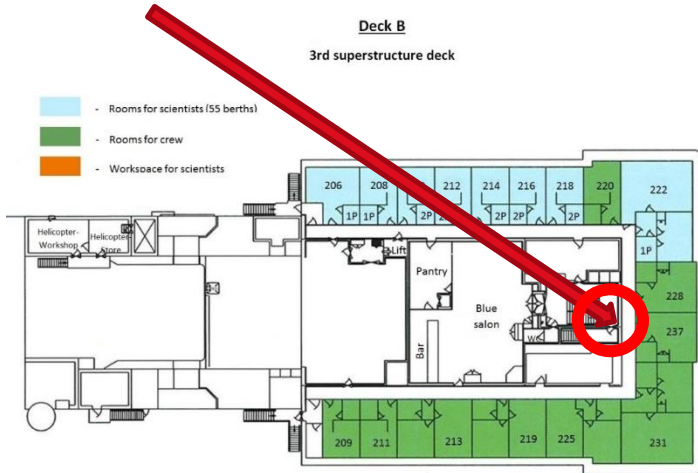 Deck B
3rd superstructure deck
- Rooms for scientists (55 berths)
- Rooms for crew
- Workspace for scientists
206
208
212
214
216
218
220
222
1P
1P
2P
2P
2P
2P
1P
Helicopter-
Workshop
Helicopter-
Store
Lift
Pantry
Blue
salon
Bar
228
237
209
211
213
219
225
231